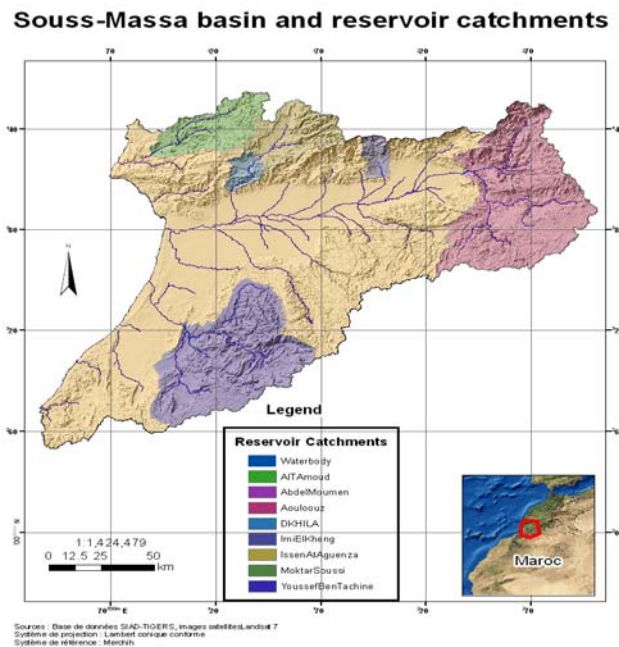 Souss-Massa basin and reservoir catchments
Legend
Reservoir Catchments
Waterbody
AITAmoud
AbdelMoumen
Aouloouz
DKHILA
ImiElKheng
IssenAtAguenza
MoktarSoussi
YoussefBenTachine
1:1,424,479
0 12.5 25 50
km
N
Maroc
Sources : Base de données SIAD-TIGERS, images satellitesLandsat 7
Système de projection : Lambert conique conforme
Système de référence : Merchih